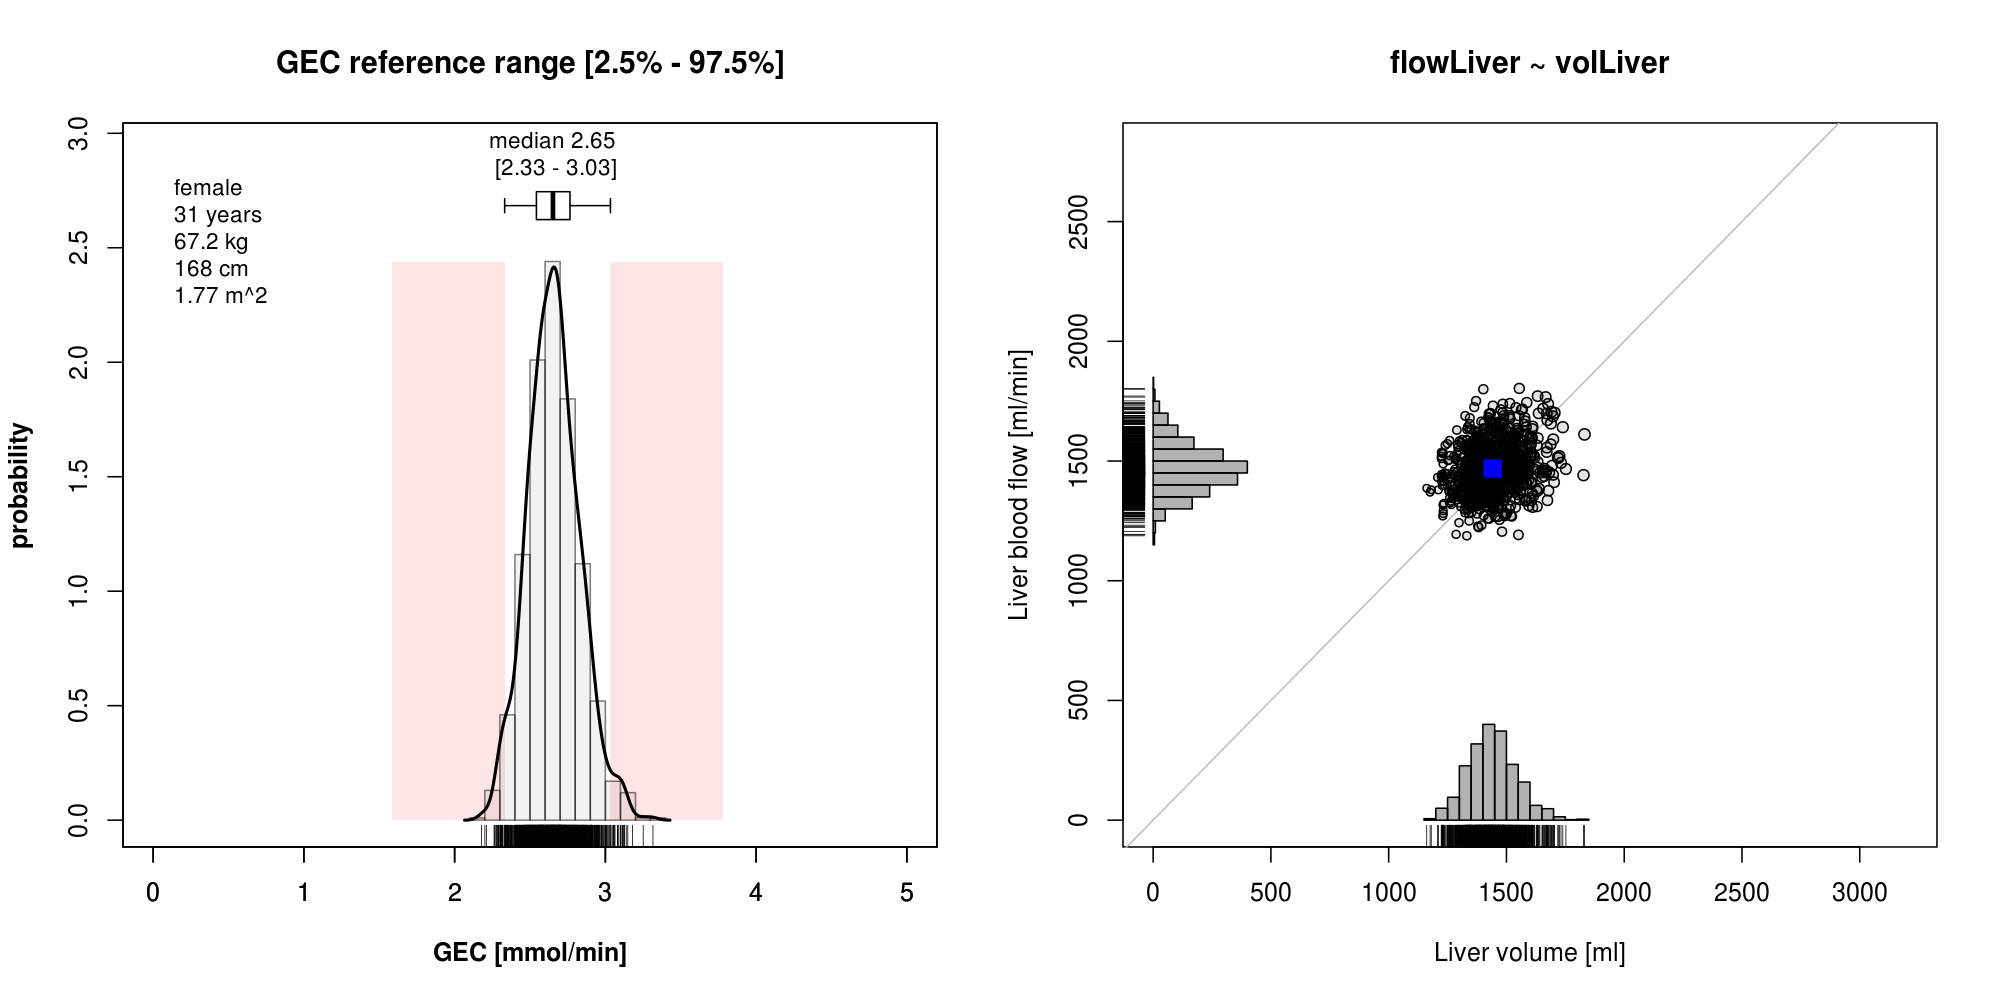 GEC reference range [2.5% - 97.5%]
median 2.65
[2.33 - 3.03]
female
31 years
67.2 kg
168 cm
1.77 m^2
probability
0.0
0.5
1.0
1.5
2.0
2.5
3.0
0 1 2 3 4 5
GEC [mmol/min]
flowLiver ~ volLiver
Liver blood flow [ml/min]
0
500
1000
1500
2000
2500
0 500 1000 1500 2000 2500 3000
Liver volume [ml]